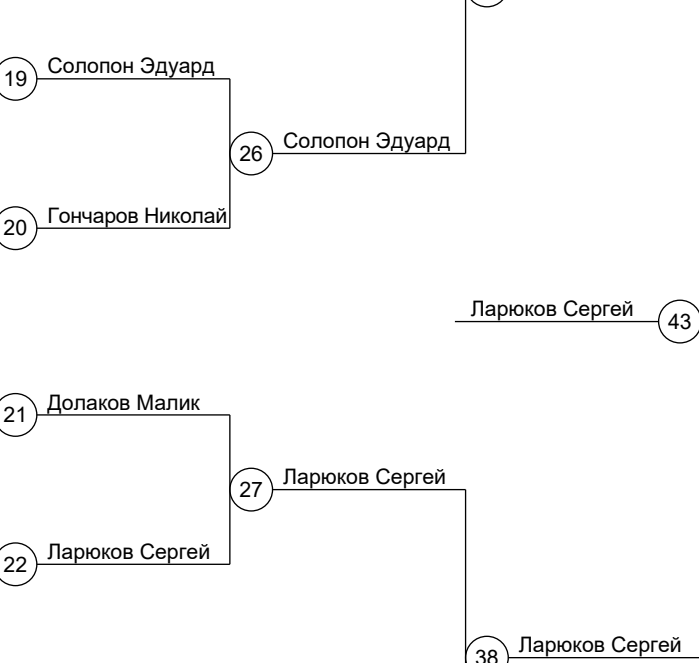 19 Солопон Эдуард
26 Солопон Эдуард
20 Гончаров Николай
Ларюков Сергей 43
21 Долаков Малик
27 Ларюков Сергей
22 Ларюков Сергей
38 Ларюков Сергей